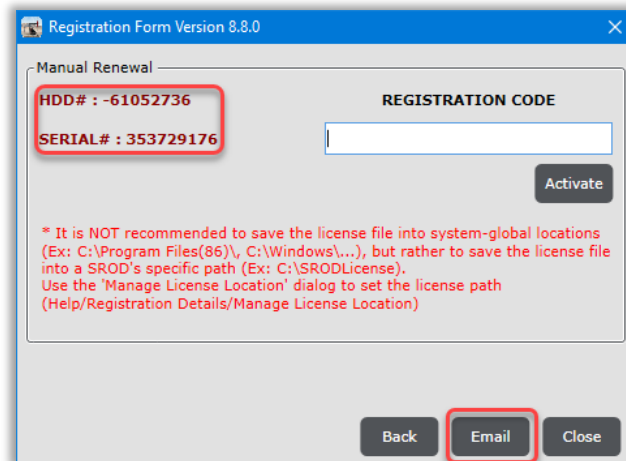 Registration Form Version 8.8.0
Manual Renewal
HDD# : -61052736
REGISTRATION CODE
SERIAL# : 353729176
Activate
* It is NOT recommended to save the license file into system-global locations
(Ex: C:\Program Files(86)\, C:\Windows\...), but rather to save the license file
into a SROD's specific path (Ex: C:\SRODLicense).
Use the 'Manage License Location' dialog to set the license path
(Help/Registration Details/Manage License Location)
Back
Email
Close